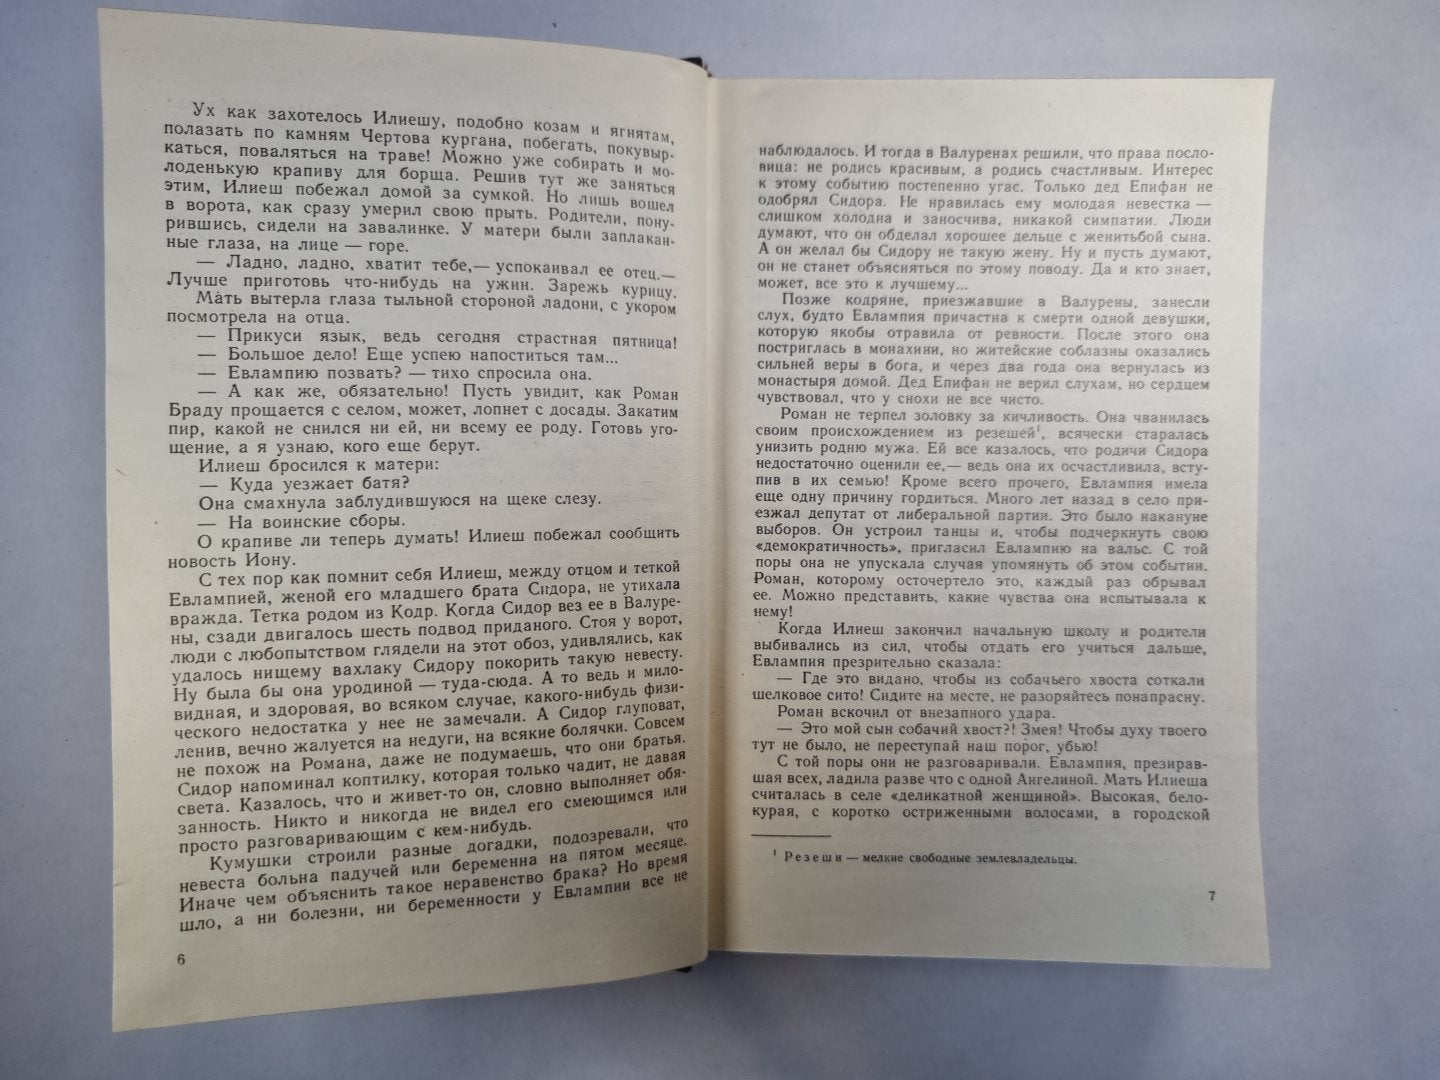 Ух как захотелось Илиешу, подобно козам и ягнятам,
полазать по камням Чертова кургана, побегать, покувыр-
каться, поваляться на траве! Можно уже собирать и мо-
лоденькую крапиву для борща. Решив тут же заняться
этим, Илиеш побежал домой за сумкой. Но лишь вошел
в ворота, как сразу умерил свою прыть. Родители, пону-
рившись, сидели на завалинке. У матери были заплакан-
ные глаза, на лице — горе.
— Ладно, ладно, хватит тебе,— успокаивал ее отец.—
Лучше приготовь что-нибудь на ужин. Зарежь курицу.
Мать вытерла глаза тыльной стороной ладони, с укором
посмотрела на отца.
— Прикуси язык, ведь сегодня страстная пятница!
— Большое дело! Еще успею напоститься там...
— Евлампию позвать? — тихо спросила она.
— А как же, обязательно! Пусть увидит, как Роман
Браду прощается с селом, может, лопнет с досады. Закатим
пир, какой не снился ни ей, ни всему ее роду. Готовь уго-
щение, а я узнаю, кого еще берут.
Илиеш бросился к матери:
— Куда уезжает батя?
Она смахнула заблудившуюся на щеке слезу.
— На воинские сборы.
О крапиве ли теперь думать! Илиеш побежал сообщить
новость Иону.
С тех пор как помнит себя Илиеш, между отцом и теткой
Евлампией, женой его младшего брата Сидора, не утихала
вражда. Тетка родом из Кодр. Когда Сидор вез ее в Валуре-
ны, сзади двигалось шесть подвод приданого. Стоя у ворот,
люди с любопытством глядели на этот обоз, удивлялись, как
удалось нищему вахлаку Сидору покорить такую невесту.
Ну была бы она уродиной — туда-сюда. А то ведь и мило-
видная, и здоровая, во всяком случае, какого-нибудь физи-
ческого недостатка у нее не замечали. А Сидор глуповат,
ленив, вечно жалуется на недуги, на всякие болячки. Совсем
не похож на Романа, даже не подумаешь, что они братья.
Сидор напоминал коптилку, которая только чадит, не давая
света. Казалось, что и живет-то он, словно выполняет обя-
занность. Никто и никогда не видел его смеющимся или
просто разговаривающим с кем-нибудь.
Кумушки строили разные догадки, подозревали, что
невеста больна падучей или беременна на пятом месяце.
Иначе чем объяснить такое неравенство брака? Но время
шло, а ни болезни, ни беременности у Евлампии все не
6
наблюдалось. И тогда в Валуренах решили, что права посло-
вица: не родись красивым, а родись счастливым. Интерес
к этому событию постепенно угас. Только дед Епифан не
одобрял Сидора. Не нравилась ему молодая невестка —
слишком холодна и заносчива, никакой симпатии. Люди
думают, что он обделал хорошее дельце с женитьбой сына.
А он желал бы Сидору не такую жену. Ну и пусть думают,
он не станет объясняться по этому поводу. Да и кто знает,
может, все это к лучшему...
Позже кодряне, приезжавшие в Валурены, занесли
слух, будто Евлампия причастна к смерти одной девушки,
которую якобы отравила от ревности. После этого она
постриглась в монахини, но житейские соблазны оказались
сильней веры в бога, и через два года она вернулась из
монастыря домой. Дед Епифан не верил слухам, но сердцем
чувствовал, что у снохи не все чисто.
Роман не терпел золовку за кичливость. Она чванилась
своим происхождением из резешей¹, всячески старалась
унизить родню мужа. Ей все казалось, что родичи Сидора
недостаточно оценили ее,— ведь она их осчастливила, всту-
пив в их семью! Кроме всего прочего, Евлампия имела
еще одну причину гордиться. Много лет назад в село при-
езжал депутат от либеральной партии. Это было накануне
выборов. Он устроил танцы и, чтобы подчеркнуть свою
«демократичность», пригласил Евлампию на вальс. С той
поры она не упускала случая упомянуть об этом событии.
Роман, которому осточертело это, каждый раз обрывал
ее. Можно представить, какие чувства она испытывала к
нему!
Когда Илиеш закончил начальную школу и родители
выбивались из сил, чтобы отдать его учиться дальше,
Евлампия презрительно сказала:
— Где это видано, чтобы из собачьего хвоста соткали
шелковое сито! Сидите на месте, не разоряйтесь понапрасну.
Роман вскочил от внезапного удара.
— Это мой сын собачий хвост?! Змея! Чтобы духу твоего
тут не было, не переступай наш порог, убью!
С той поры они не разговаривали. Евлампия, презирав-
шая всех, ладила разве что с одной Ангелиной. Мать Илиеша
считалась в селе «деликатной женщиной». Высокая, бело-
курая, с коротко остриженными волосами, в городской
¹ Резеши — мелкие свободные землевладельцы.
7